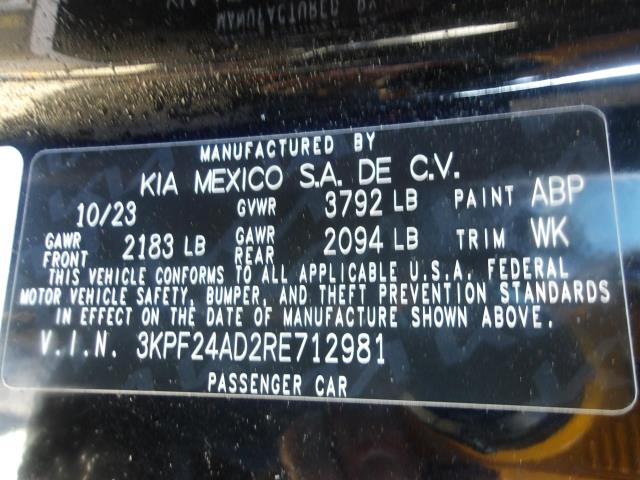 MANUFACTURED BY
KIA MEXICO S.A. DE C.V.
10/23 GVWR 3792 LB PAINT ABP
GAWR FRONT 2183 LB GAWR REAR 2094 LB TRIM WK
THIS VEHICLE CONFORMS TO ALL APPLICABLE U.S.A. FEDERAL
MOTOR VEHICLE SAFETY, BUMPER, AND THEFT PREVENTION STANDARDS
IN EFFECT ON THE DATE OF MANUFACTURE SHOWN ABOVE.
V.I.N. 3KPF24AD2RE712981
PASSENGER CAR